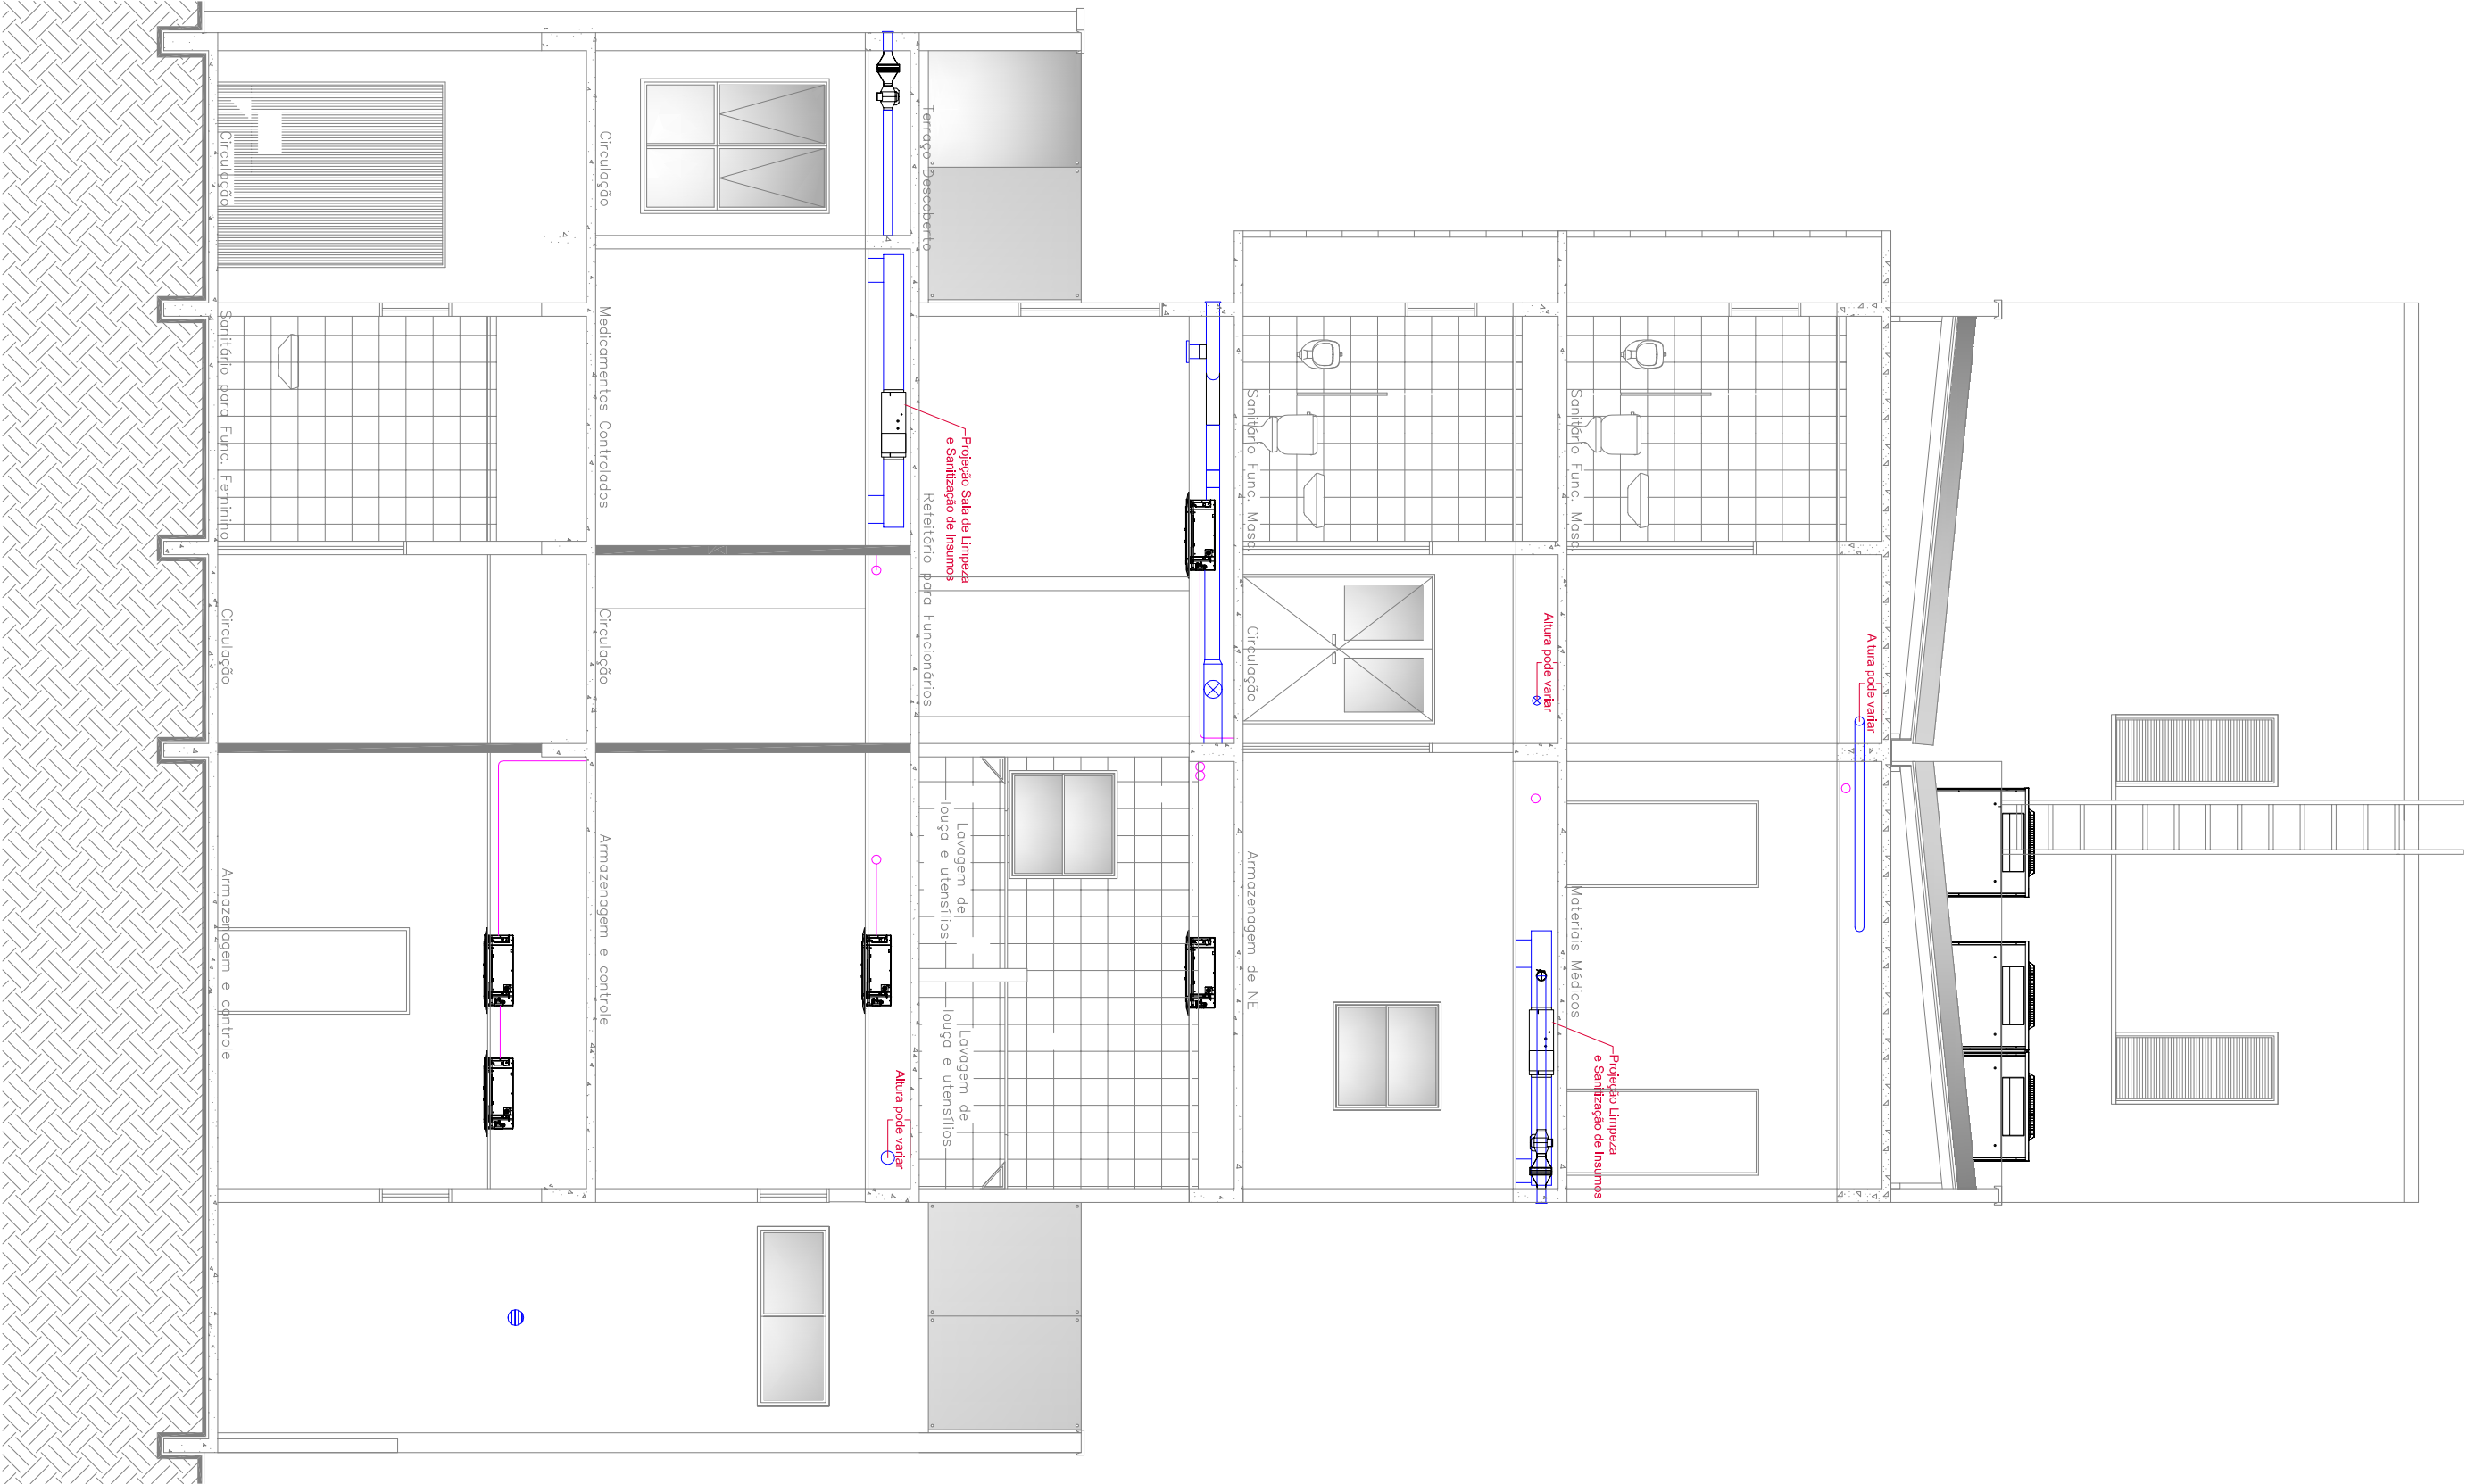 Materiais Médicos
Sanitário Func. Masc.
Altura pode variar
Projeção Limpeza
e Sanitização de Insumos
Altura pode variar
Sanitário Func. Masc.
Circulação
Armazenagem de NE
Projeção Sala de Limpeza
e Sanitização de Insumos
Terraço Descoberto
Refeitório para Funcionários
Lavagem de
louça e utensílios
Lavagem de
louça e utensílios
Altura pode variar
Circulação
Medicamentos Controlados
Circulação
Armazenagem e controle
Circulação
Sanitário para Func. Feminino
Circulação
Armazenagem e controle